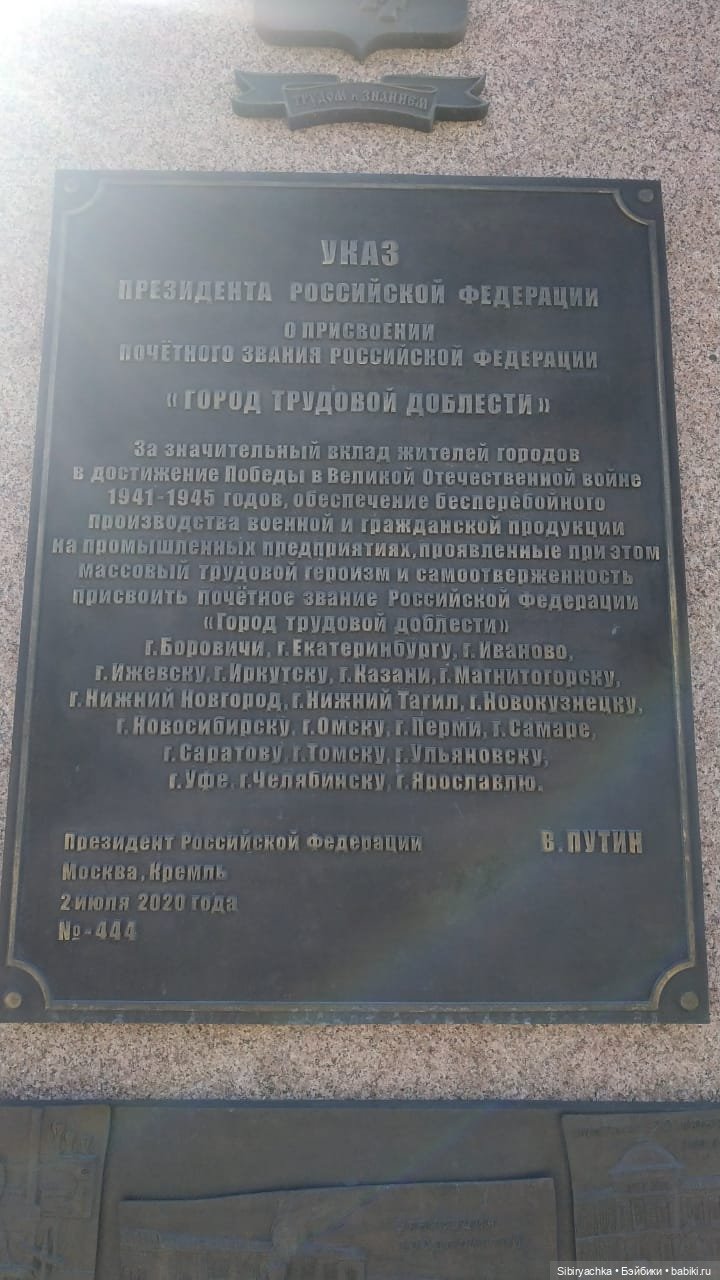 ТРУДОМ и ЗНАНИЕМ
УКАЗ
ПРЕЗИДЕНТА РОССИЙСКОЙ ФЕДЕРАЦИИ
О ПРИСВОЕНИИ
ПОЧЁТНОГО ЗВАНИЯ РОССИЙСКОЙ ФЕДЕРАЦИИ
«ГОРОД ТРУДОВОЙ ДОБЛЕСТИ»
За значительный вклад жителей городов
в достижение Победы в Великой Отечественной войне
1941-1945 годов, обеспечение бесперебойного
производства военной и гражданской продукции
на промышленных предприятиях, проявленные при этом
массовый трудовой героизм и самоотверженность
присвоить почётное звание Российской Федерации
«Город трудовой доблести»
г.Боровичи, г.Екатеринбургу, г.Иваново,
г.Ижевску, г.Иркутску, г.Казани, г.Магнитогорску,
г.Нижний Новгород, г.Нижний Тагил, г.Новокузнецку,
г.Новосибирску, г.Омску, г.Перми, г.Самаре,
г.Саратову, г.Томску, г.Ульяновску,
г.Уфе, г.Челябинску, г.Ярославлю.
Президент Российской Федерации В.ПУТИН
Москва, Кремль
2 июля 2020 года
№-444
Sibiryachka • Бэйбики • babiki.ru